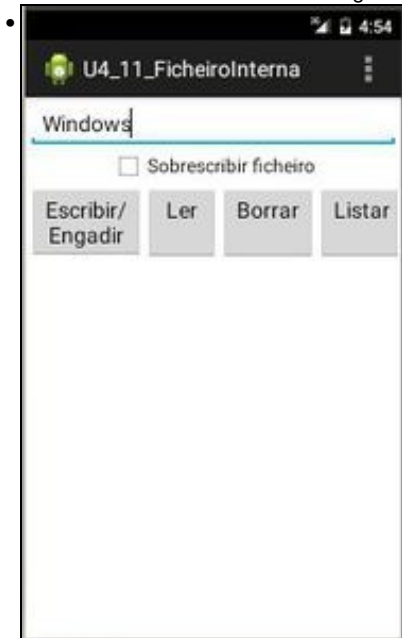 4:54
U4_11_FicheiroInterna
Windows
Sobrescribir ficheiro
Escribir/
Engadir
Ler
Borrar
Listar